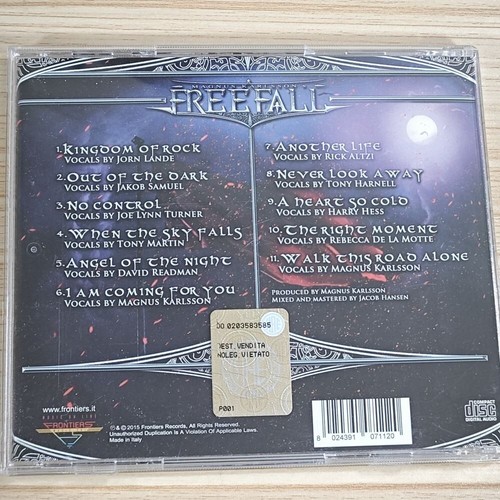 MAGNUS KARLSSON
FREE FALL
1. KINGDOM OF ROCK
VOCALS BY JORN LANDE
2. OUT OF THE DARK
VOCALS BY JAKOB SAMUEL
3. NO CONTROL
VOCALS BY JOE LYNN TURNER
4. WHEN THE SKY FALLS
VOCALS BY TONY MARTIN
5. ANGEL OF THE NIGHT
VOCALS BY DAVID READMAN
6. I AM COMING FOR YOU
VOCALS BY MAGNUS KARLSSON
7. ANOTHER LIFE
VOCALS BY RICK ALTZI
8. NEVER LOOK AWAY
VOCALS BY TONY HARNELL
9. A HEART SO COLD
VOCALS BY HARRY HESS
10. THE RIGHT MOMENT
VOCALS BY REBECCA DE LA MOTTE
11. WALK THIS ROAD ALONE
VOCALS BY MAGNUS KARLSSON
PRODUCED BY MAGNUS KARLSSON
MIXED AND MASTERED BY JACOB HANSEN
DO 0203583585
DEST.VENDITA
NOLEG.VIETATO
P001
www.frontiers.it
FRONTIERS
℗ & © 2015 Frontiers Records, All Rights Reserved.
Unauthorized Duplication Is A Violation Of Applicable Laws.
Made in Italy
8 024391 071120
COMPACT
disc
DIGITAL AUDIO